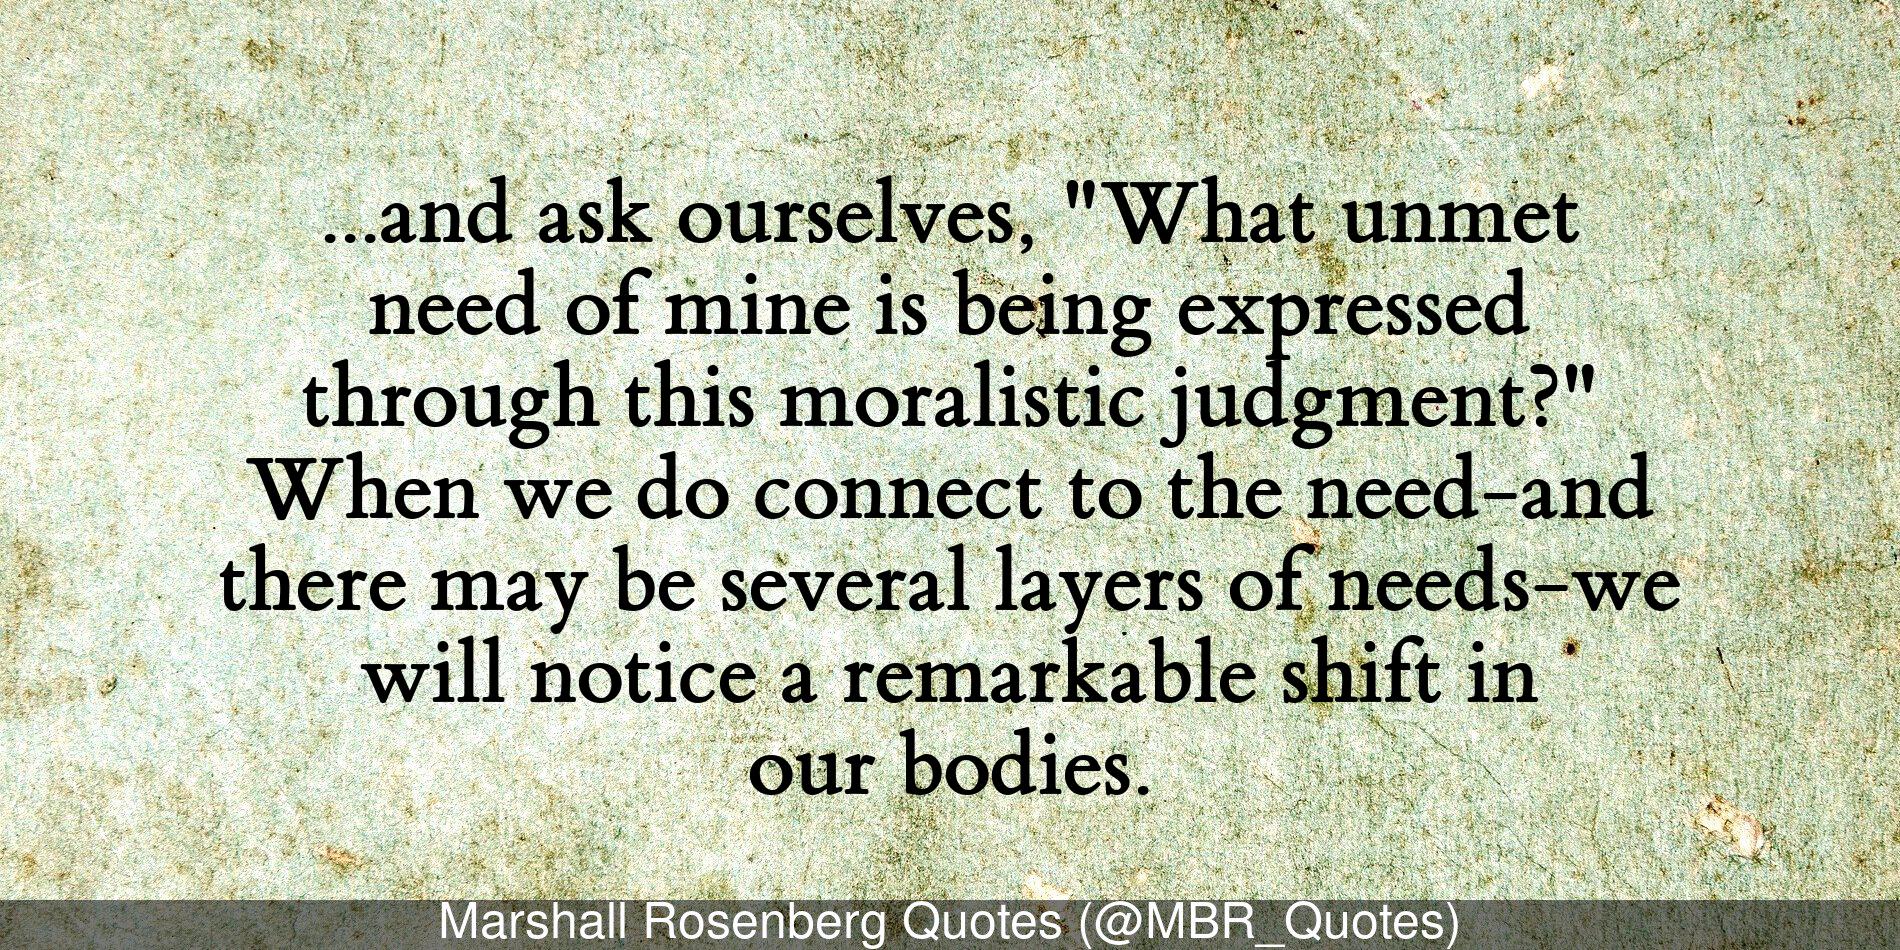 ...and ask ourselves, "What unmet
need of mine is being expressed
through this moralistic judgment?"
When we do connect to the need-and
there may be several layers of needs-we
will notice a remarkable shift in
our bodies.
Marshall Rosenberg Quotes (@MBR_Quotes)